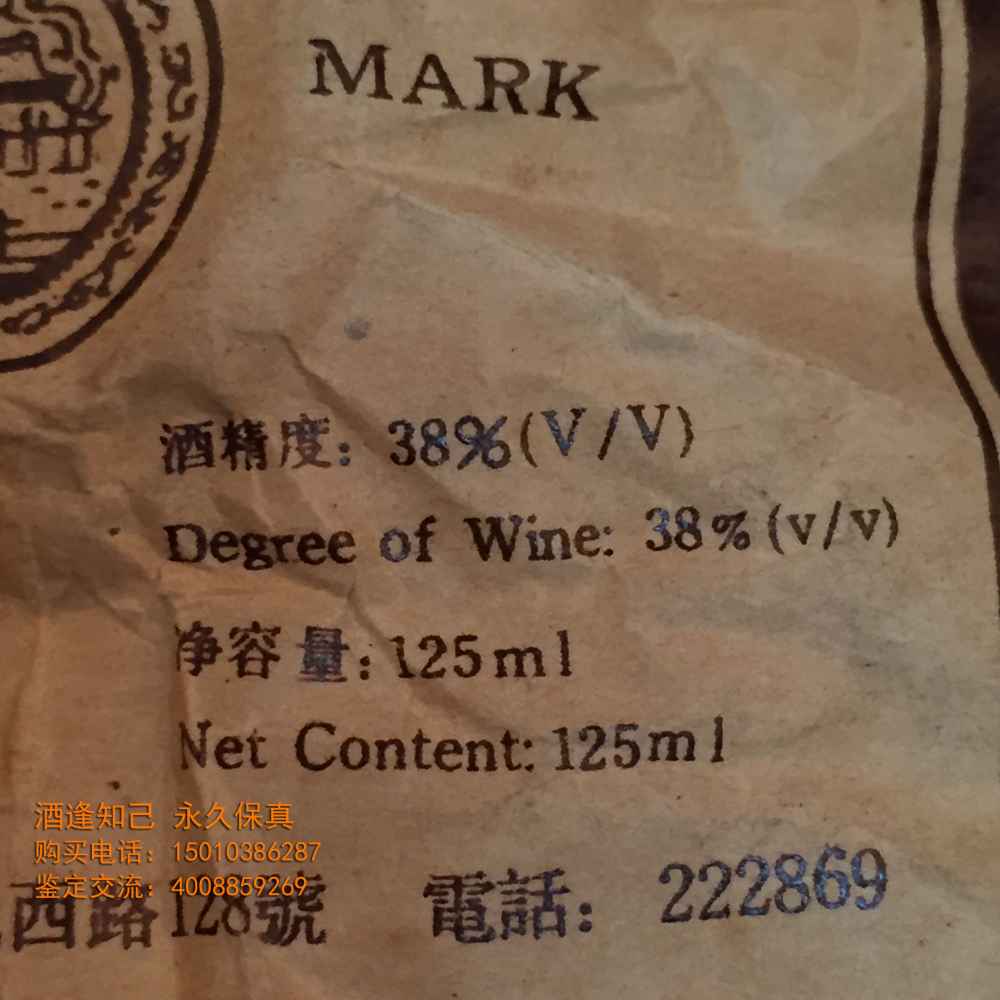 MARK
酒精度: 38%(V/V)
Degree of Wine: 38%(v/v)
净容量: 125ml
Net Content: 125ml
酒逢知己 永久保真
购买电话：15010386287
鉴定交流：4008859269
西路128號 電話: 222869